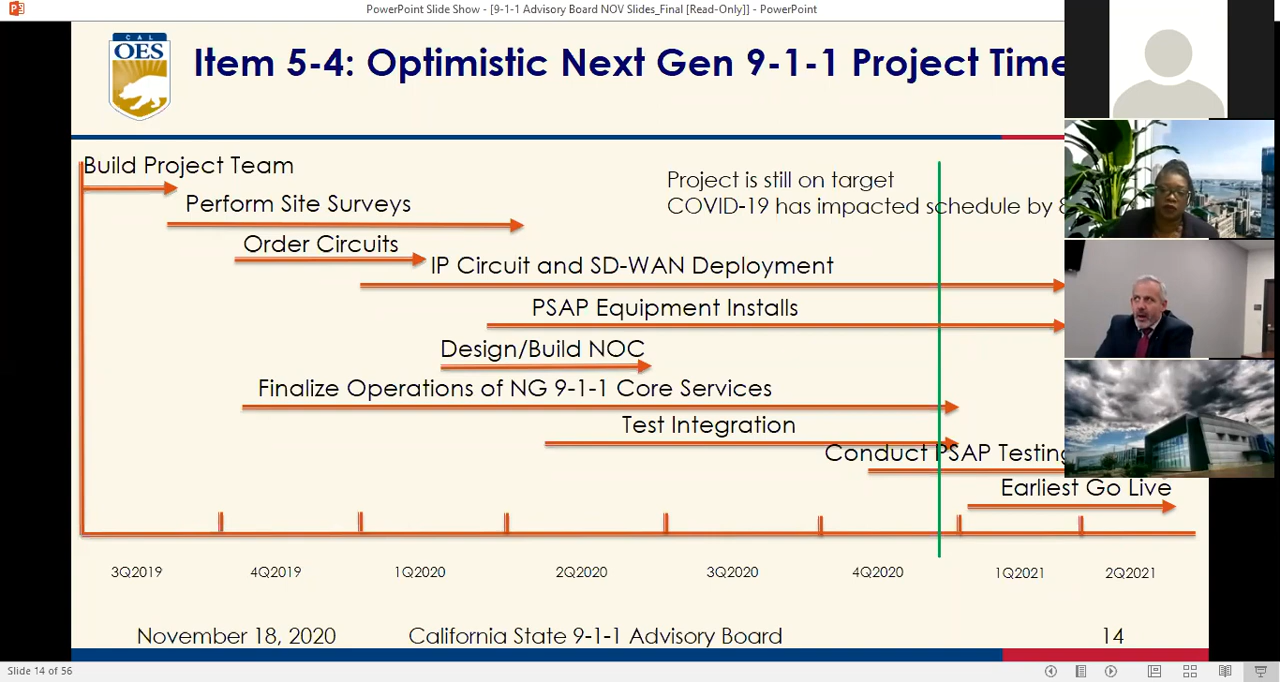 PowerPoint Slide Show - [9-1-1 Advisory Board NOV Slides_Final [Read-Only]] - PowerPoint
CAL
OES
Item 5-4: Optimistic Next Gen 9-1-1 Project Time
Build Project Team
Project is still on target
Perform Site Surveys
COVID-19 has impacted schedule by
Order Circuits
IP Circuit and SD-WAN Deployment
PSAP Equipment Installs
Design/Build NOC
Finalize Operations of NG 9-1-1 Core Services
Test Integration
Conduct PSAP Testing
Earliest Go Live
3Q2019 4Q2019 1Q2020 2Q2020 3Q2020 4Q2020 1Q2021 2Q2021
November 18, 2020 California State 9-1-1 Advisory Board 14
Slide 14 of 56